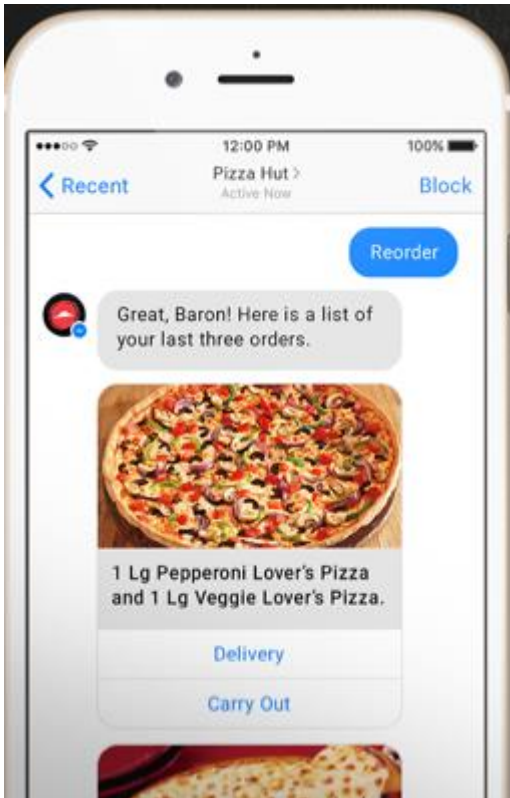 12:00 PM
100%
Recent
Pizza Hut >
Active Now
Block
Reorder
Great, Baron! Here is a list of
your last three orders.
1 Lg Pepperoni Lover's Pizza
and 1 Lg Veggie Lover's Pizza.
Delivery
Carry Out